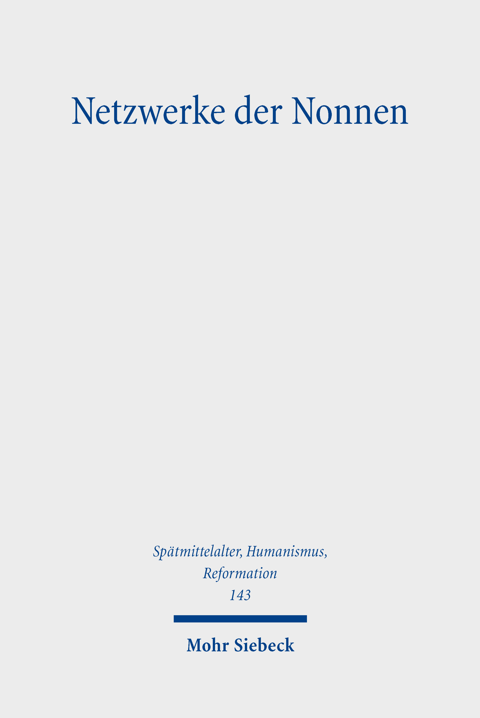 Netzwerke der Nonnen
Spätmittelalter, Humanismus,
Reformation
143
Mohr Siebeck